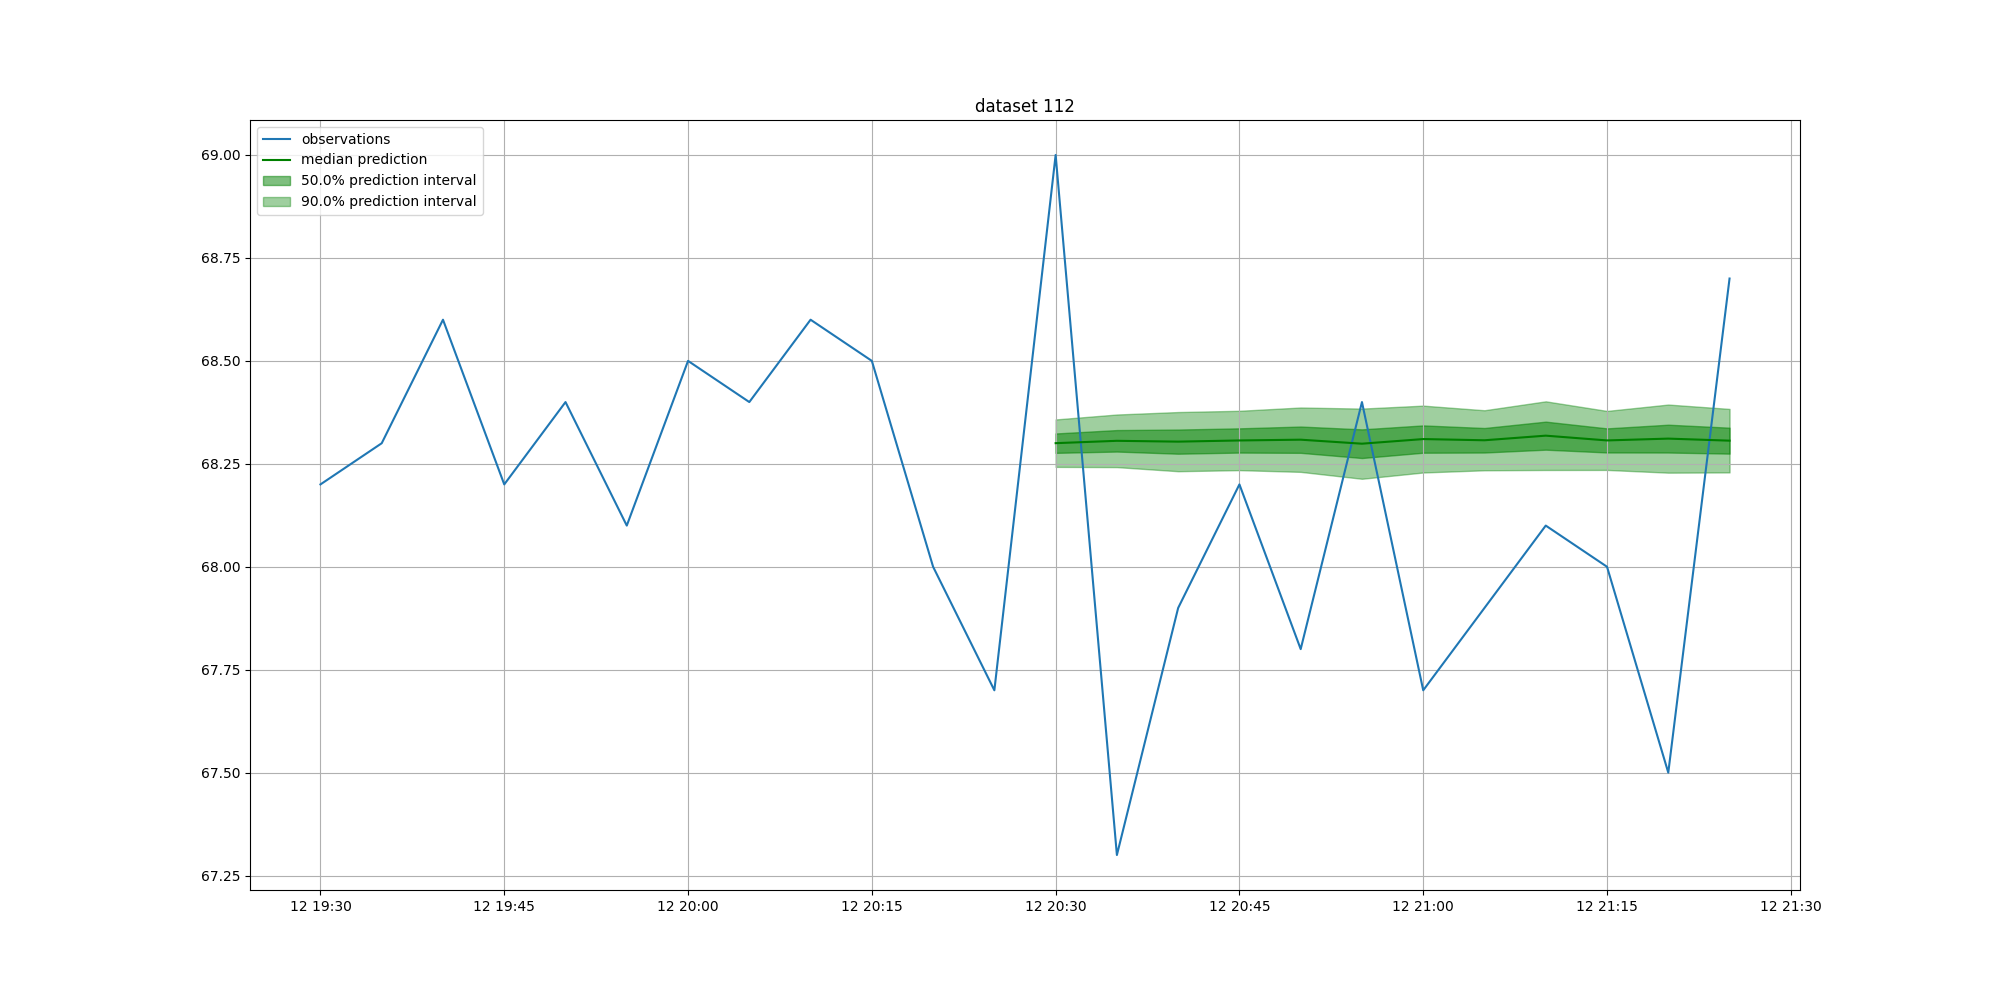 dataset 112
observations
median prediction
50.0% prediction interval
90.0% prediction interval
69.00
68.75
68.50
68.25
68.00
67.75
67.50
67.25
12 19:30 12 19:45 12 20:00 12 20:15 12 20:30 12 20:45 12 21:00 12 21:15 12 21:30